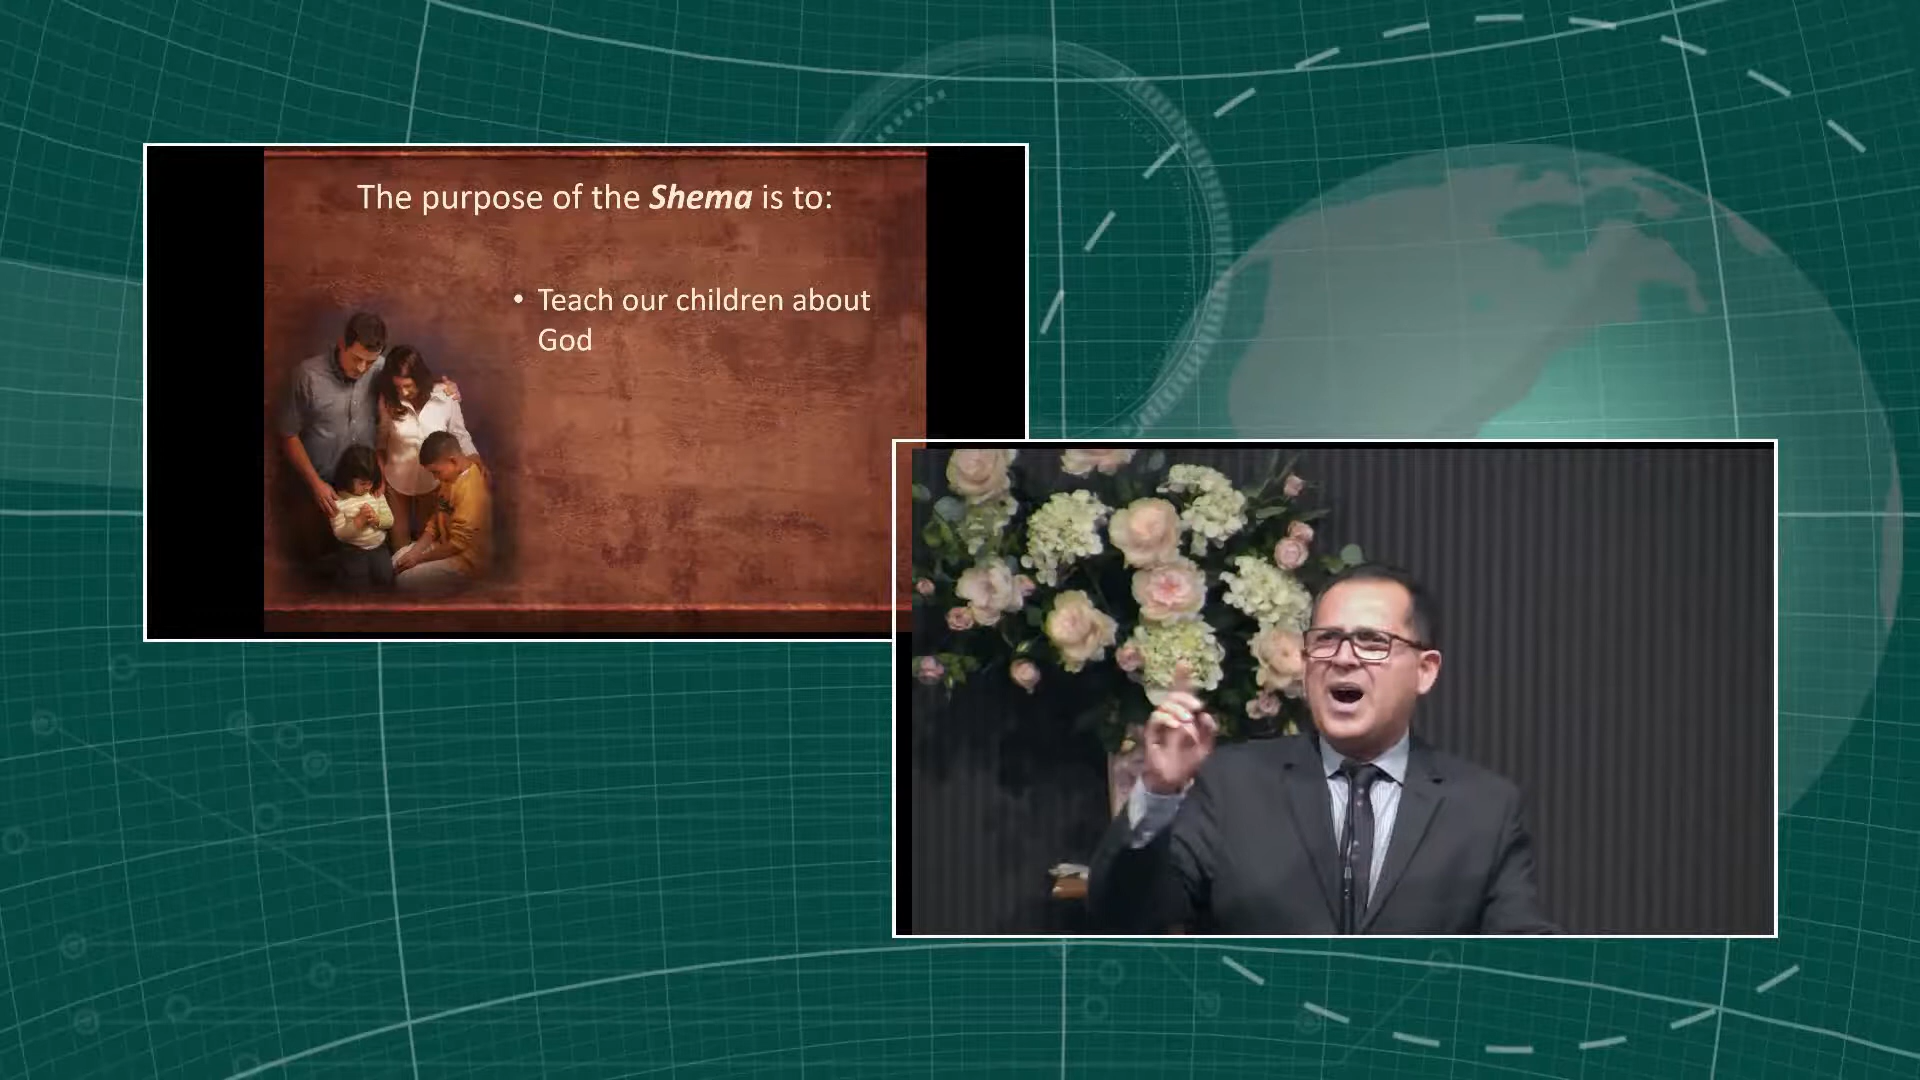 The purpose of the Shema is to:
• Teach our children about
God